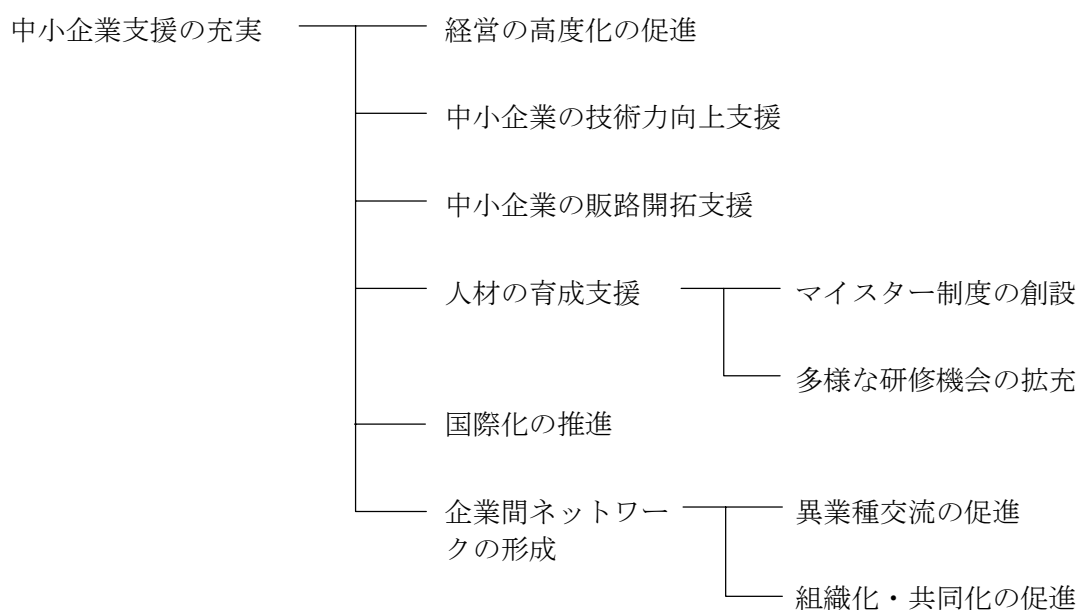 中小企業支援の充実
経営の高度化の促進
中小企業の技術力向上支援
中小企業の販路開拓支援
人材の育成支援
マイスター制度の創設
多様な研修機会の拡充
国際化の推進
企業間ネットワー
クの形成
異業種交流の促進
組織化・共同化の促進